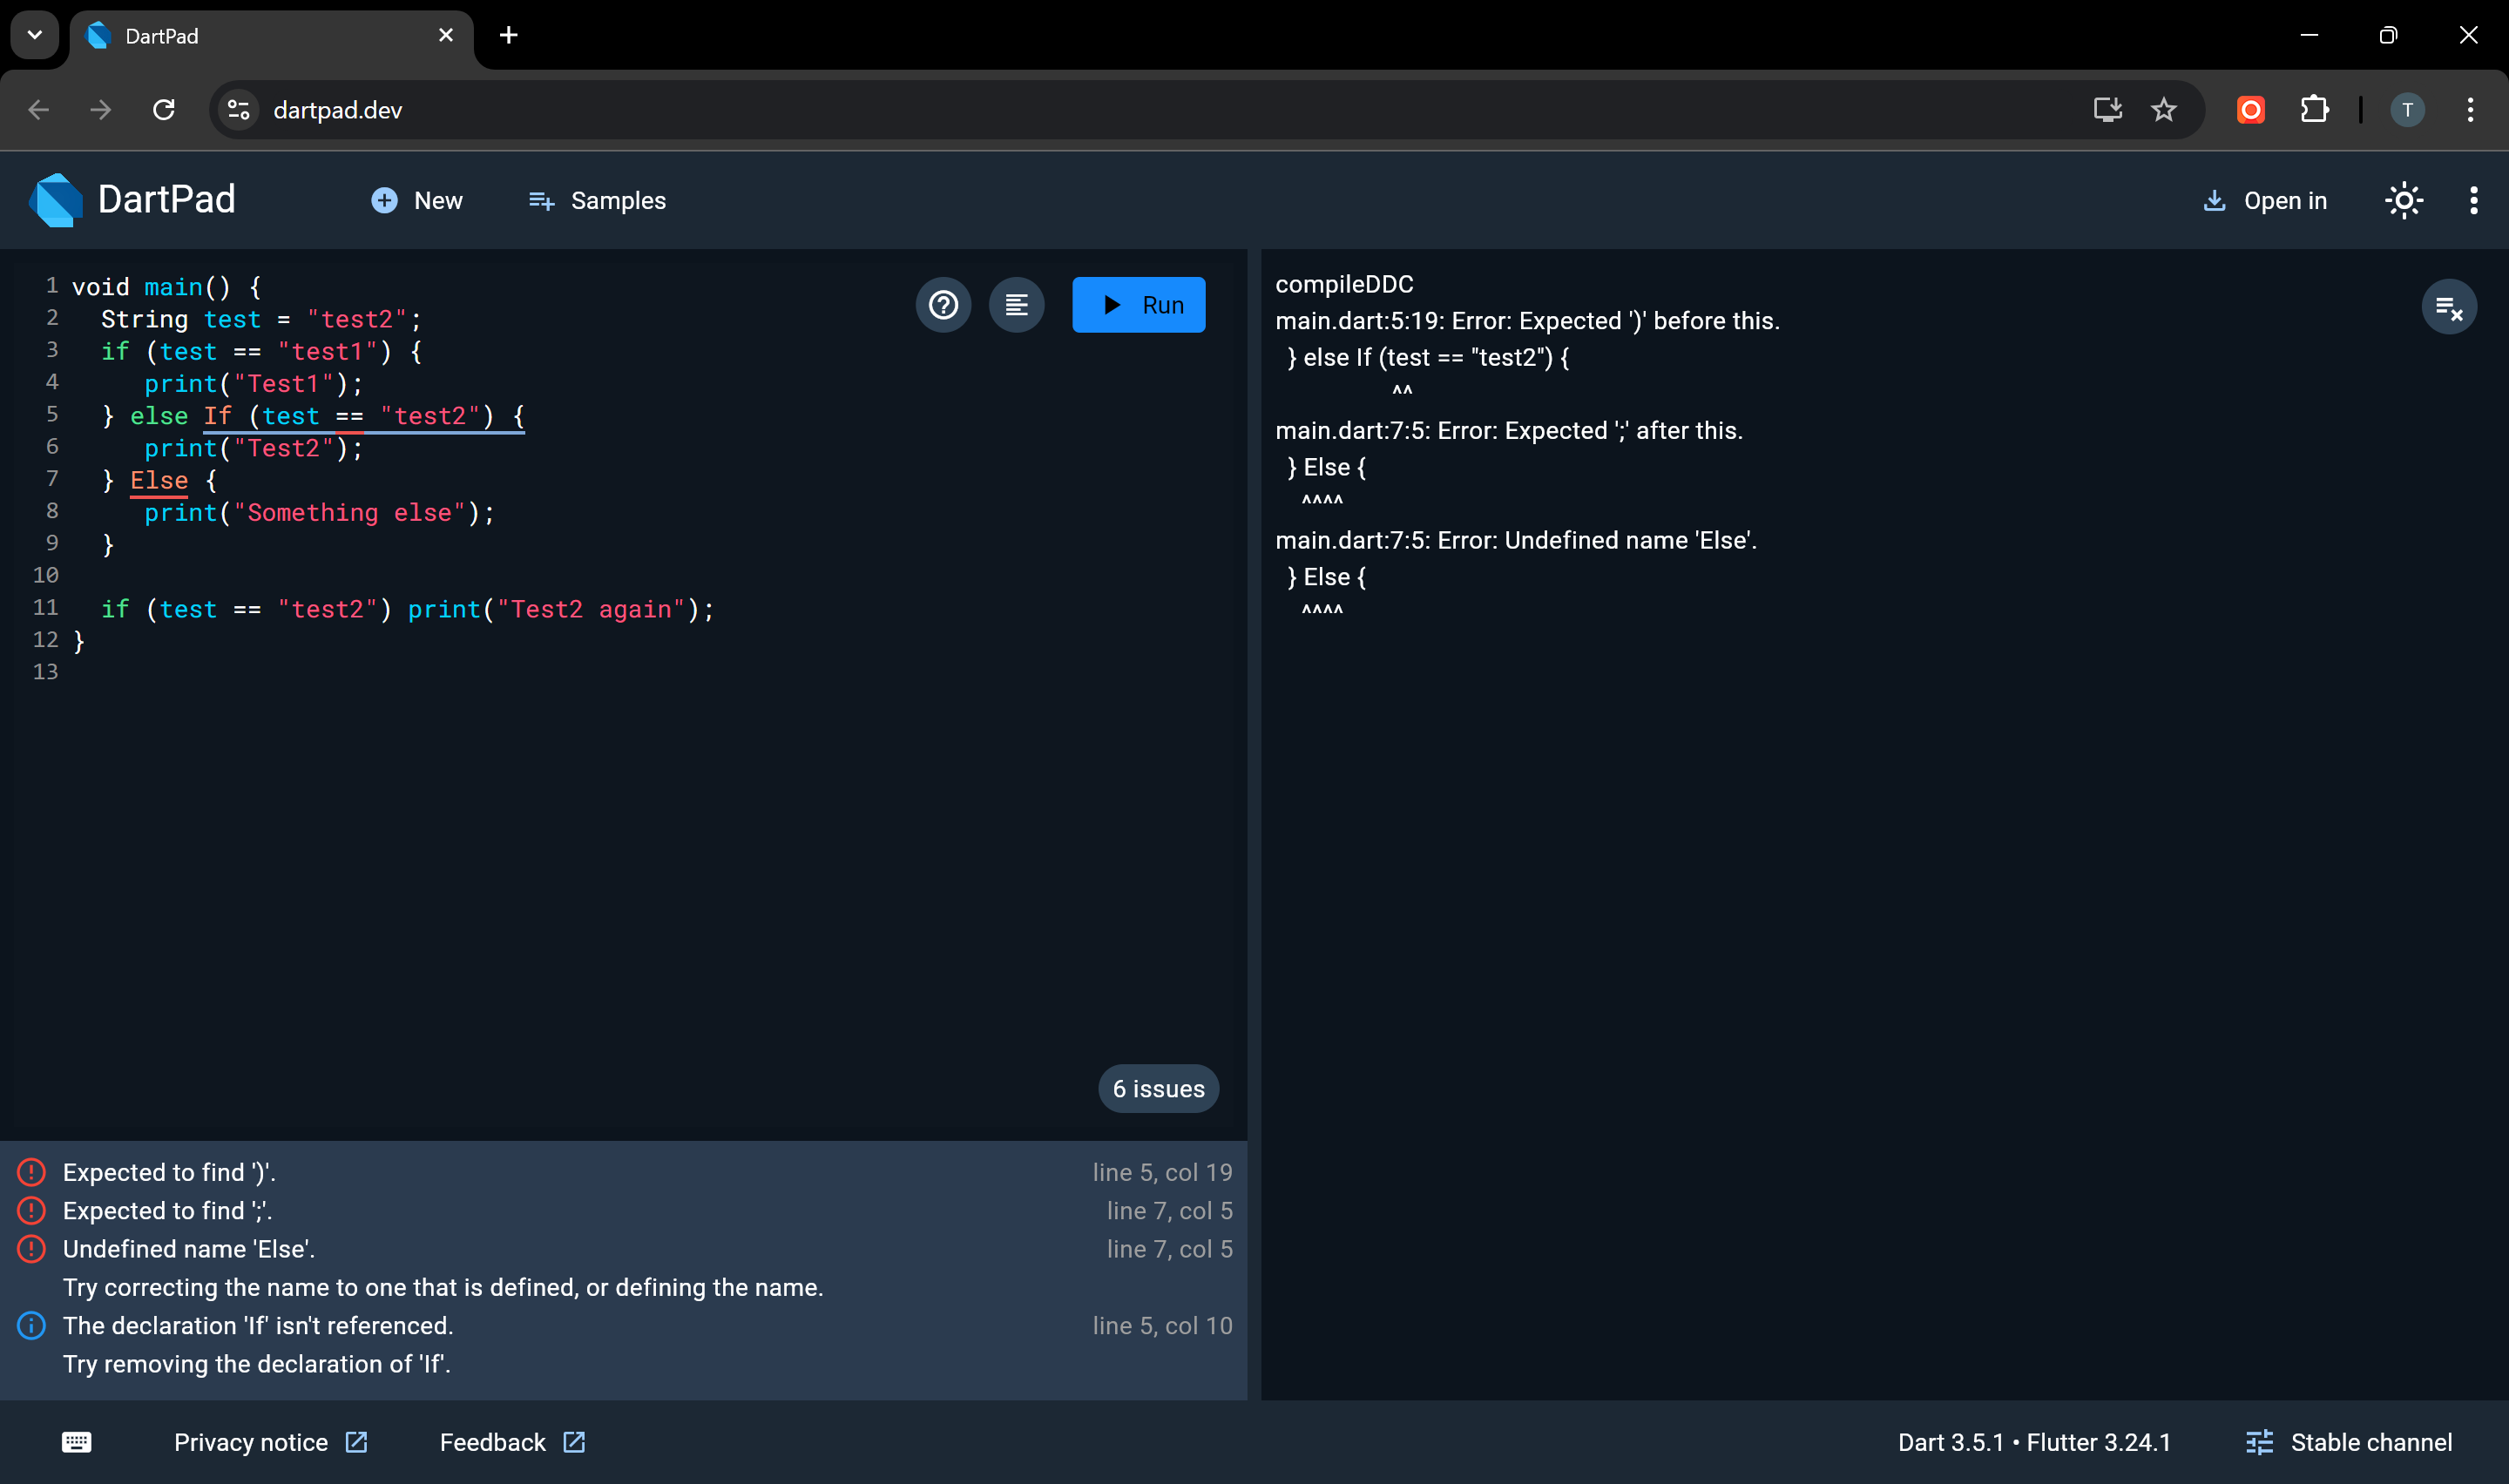 DartPad
dartpad.dev
T
DartPad
New
Samples
Open in
1 void main() {
2 String test = "test2";
3 if (test == "test1") {
4 print("Test1");
5 } else If (test == "test2") {
6 print("Test2");
7 } Else {
8 print("Something else");
9 }
10
11 if (test == "test2") print("Test2 again");
12 }
13
Run
6 issues
Expected to find ')'. line 5, col 19
Expected to find ';'. line 7, col 5
Undefined name 'Else'. line 7, col 5
Try correcting the name to one that is defined, or defining the name.
The declaration 'If' isn't referenced. line 5, col 10
Try removing the declaration of 'If'.
compileDDC
main.dart:5:19: Error: Expected ')' before this.
} else If (test == "test2") {
^^
main.dart:7:5: Error: Expected ';' after this.
} Else {
^^^^
main.dart:7:5: Error: Undefined name 'Else'.
} Else {
^^^^
Privacy notice
Feedback
Dart 3.5.1 • Flutter 3.24.1
Stable channel